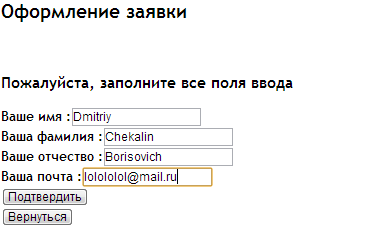 Оформление заявки
Пожалуйста, заполните все поля ввода
Ваше имя : Dmitriy
Ваша фамилия : Chekalin
Ваше отчество : Borisovich
Ваша почта : lolololol@mail.ru
Подтвердить
Вернуться